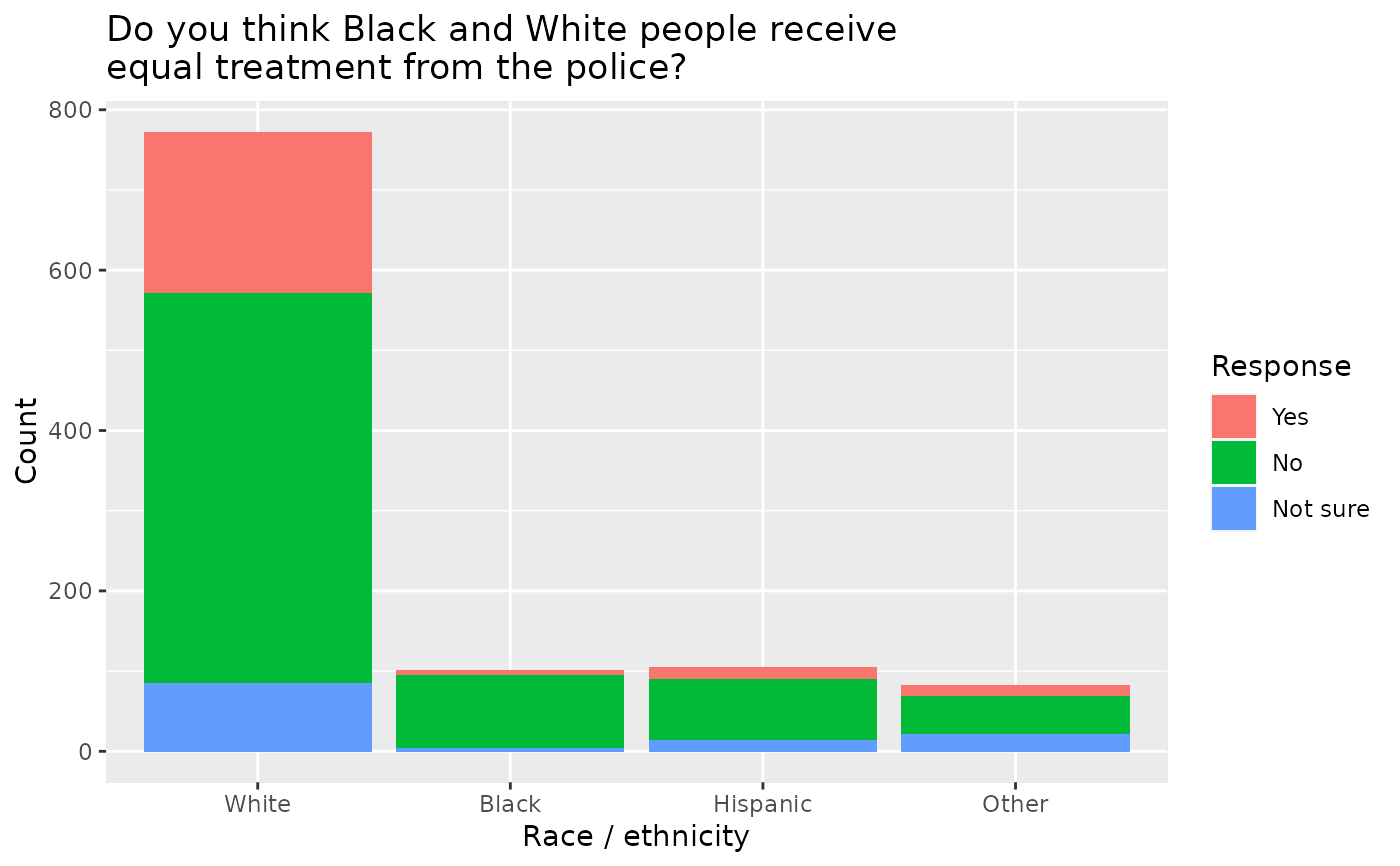 Do you think Black and White people receive
equal treatment from the police?
800
600
400
200
0
Count
White
Black
Hispanic
Other
Race / ethnicity
Response
Yes
No
Not sure